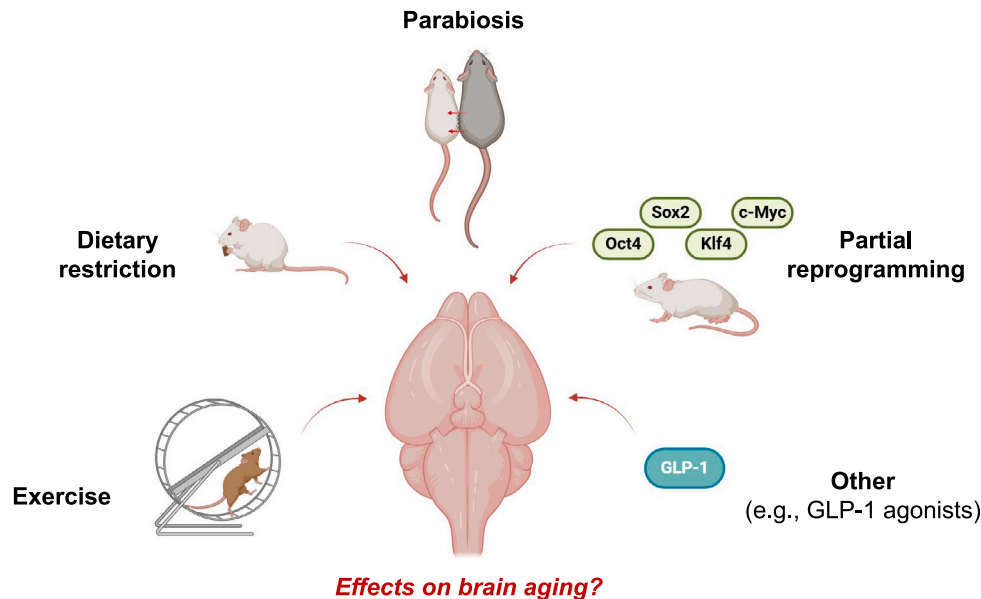 Parabiosis
Dietary
restriction
Sox2
c-Myc
Oct4
Klf4
Partial
reprogramming
Exercise
GLP-1
Other
(e.g., GLP-1 agonists)
Effects on brain aging?